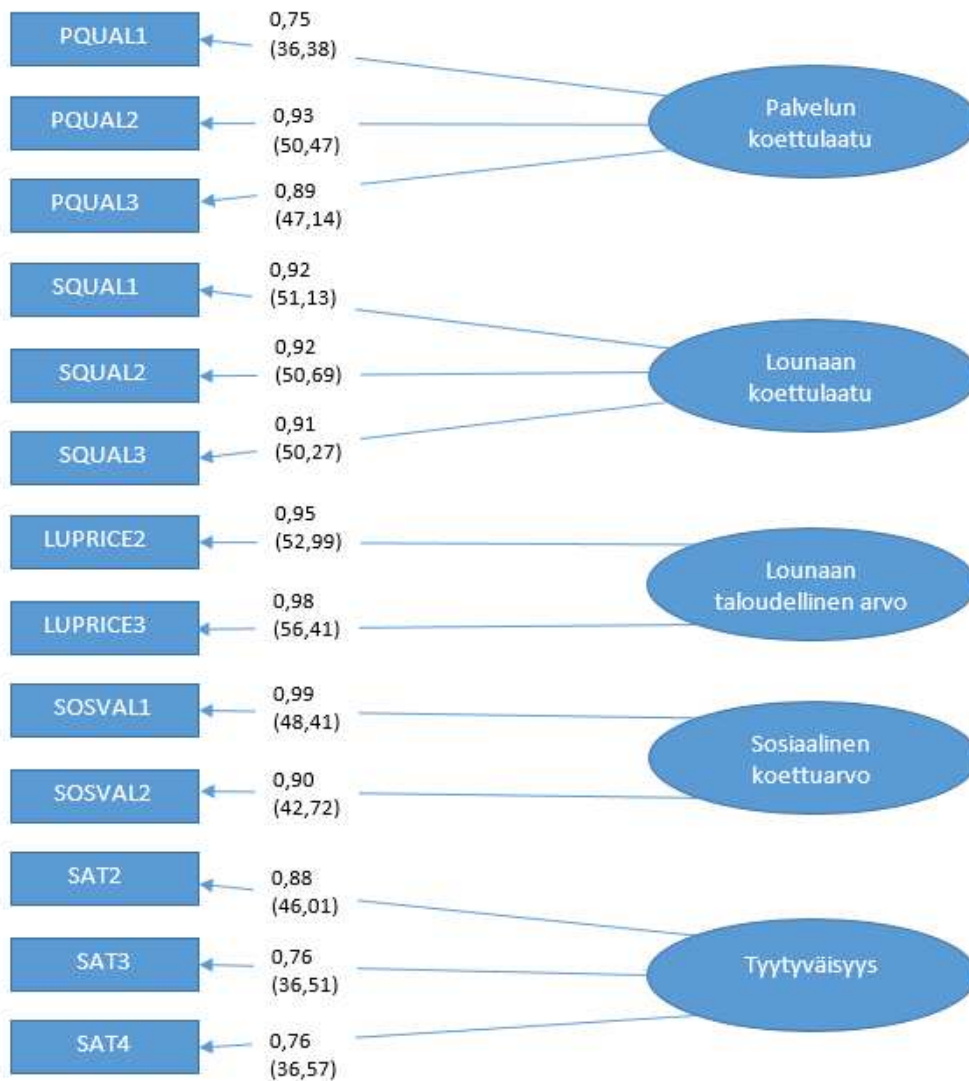 PQUAL1
0,75
(36,38)
PQUAL2
0,93
(50,47)
PQUAL3
0,89
(47,14)
Palvelun
koettulaatu
SQUAL1
0,92
(51,13)
SQUAL2
0,92
(50,69)
SQUAL3
0,91
(50,27)
Lounaan
koettulaatu
LUPRICE2
0,95
(52,99)
LUPRICE3
0,98
(56,41)
Lounaan
taloudellinen arvo
SOSVAL1
0,99
(48,41)
SOSVAL2
0,90
(42,72)
Sosiaalinen
koettuarvo
SAT2
0,88
(46,01)
SAT3
0,76
(36,51)
SAT4
0,76
(36,57)
Tyytyväisyys